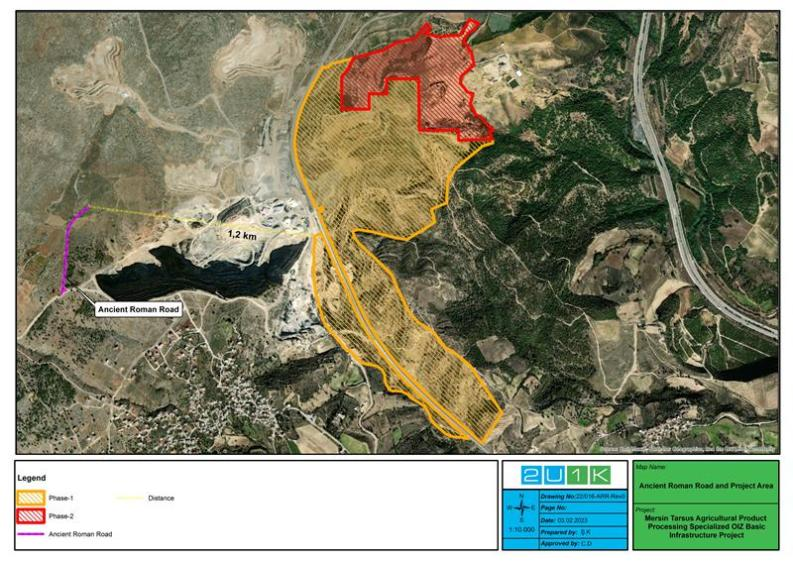 1,2 km
Ancient Roman Road
Legend
Phase-1
Distance
Phase-2
Ancient Roman Road
2U1K
N
W E
S
1:10.000
Drawing No:22/016-ARR-Rev0
Page No:
Date: 03.02.2023
Prepared by: B.K
Approved by: C.D
Map Name:
Ancient Roman Road and Project Area
Project:
Mersin Tarsus Agricultural Product
Processing Specialized OIZ Basic
Infrastructure Project